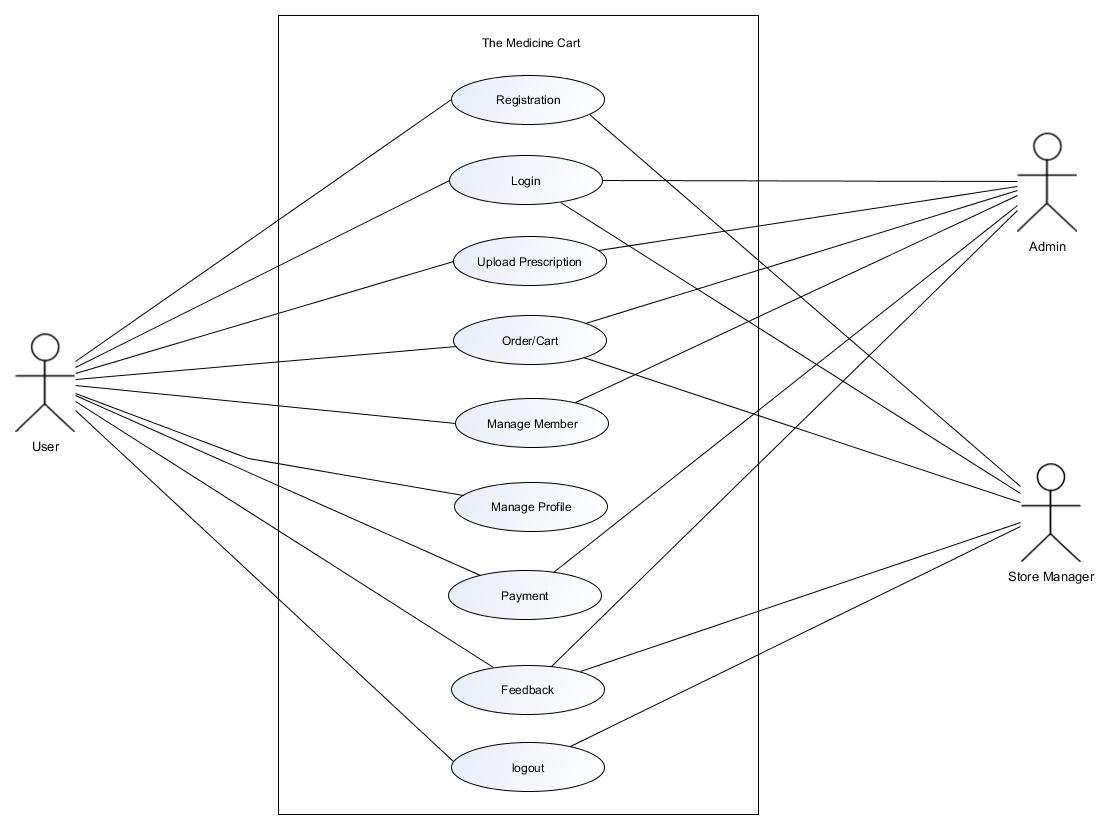 The Medicine Cart
Registration
Login
Upload Prescription
Admin
Order/Cart
Manage Member
User
Manage Profile
Store Manager
Payment
Feedback
logout